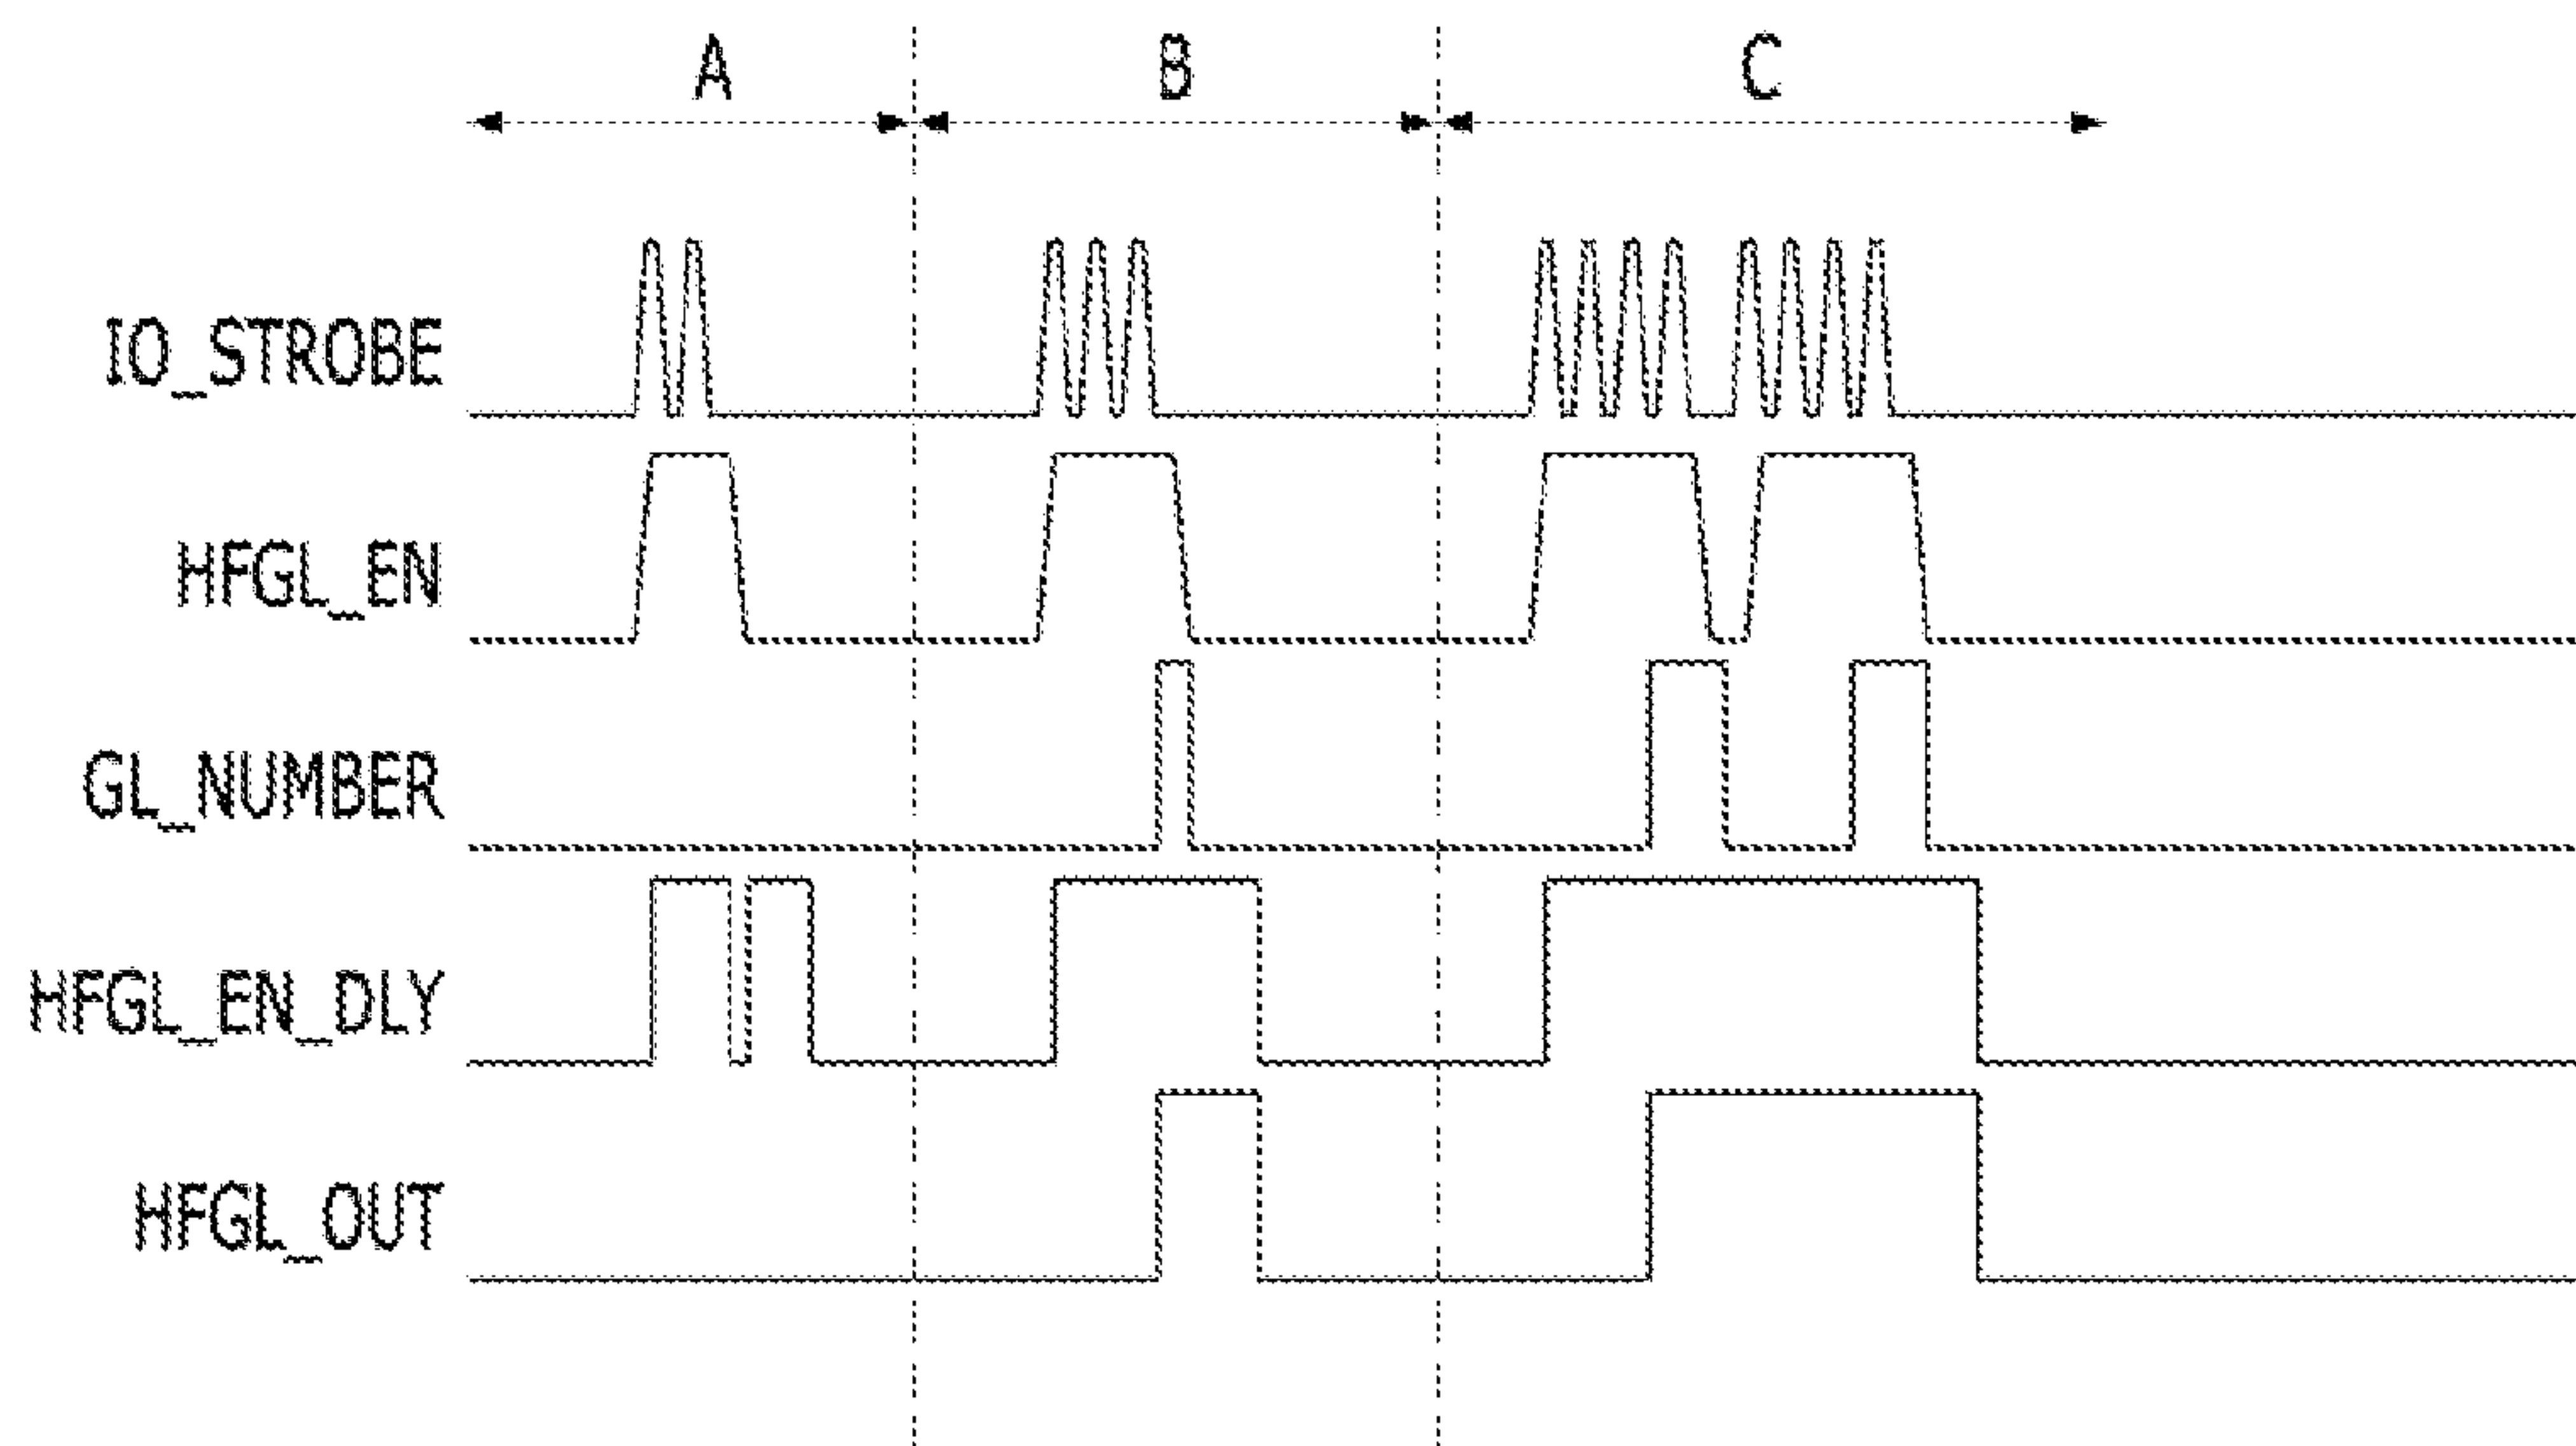 A B C
IO_STROBE
HFGL_EN
GL_NUMBER
HFGL_EN_DLY
HFGL_OUT